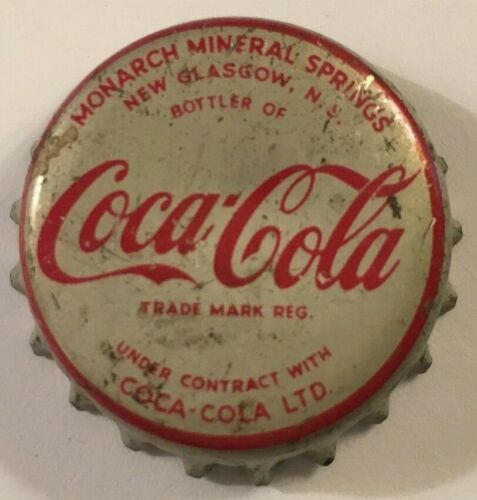 MONARCH MINERAL SPRINGS
NEW GLASGOW, N.S.
BOTTLER OF
Coca-Cola
TRADE MARK REG.
UNDER CONTRACT WITH
COCA-COLA LTD.